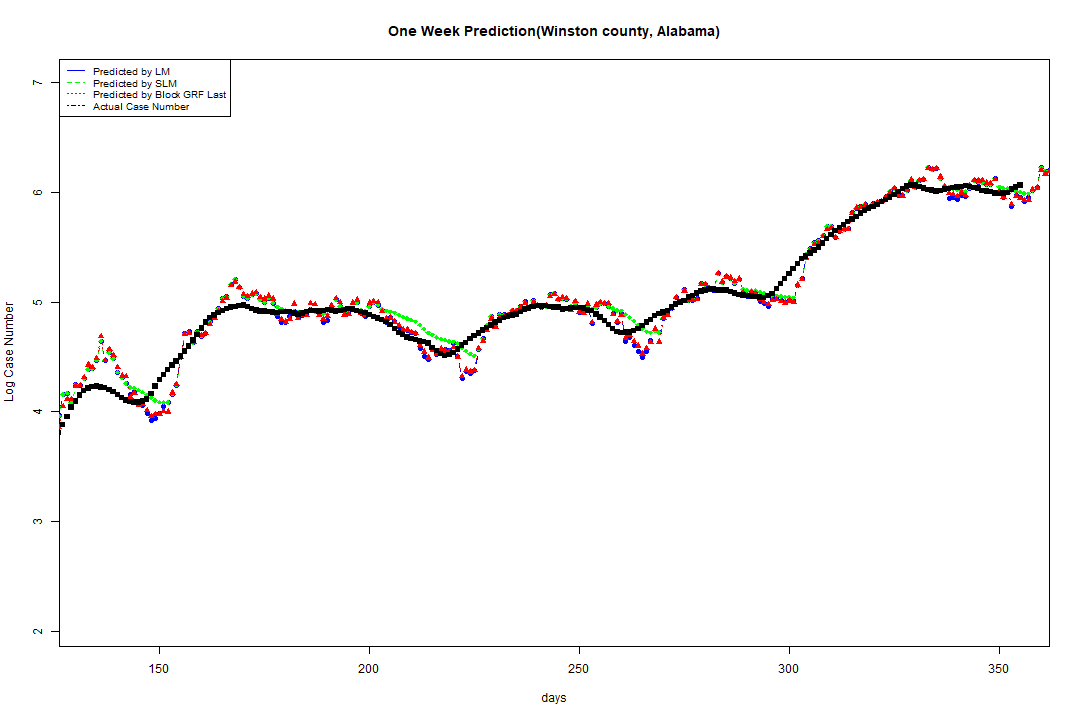 One Week Prediction(Winston county, Alabama)
Predicted by LM
Predicted by SLM
Predicted by Block GRF Last
Actual Case Number
7
6
5
4
3
2
Log Case Number
150 200 250 300 350
days